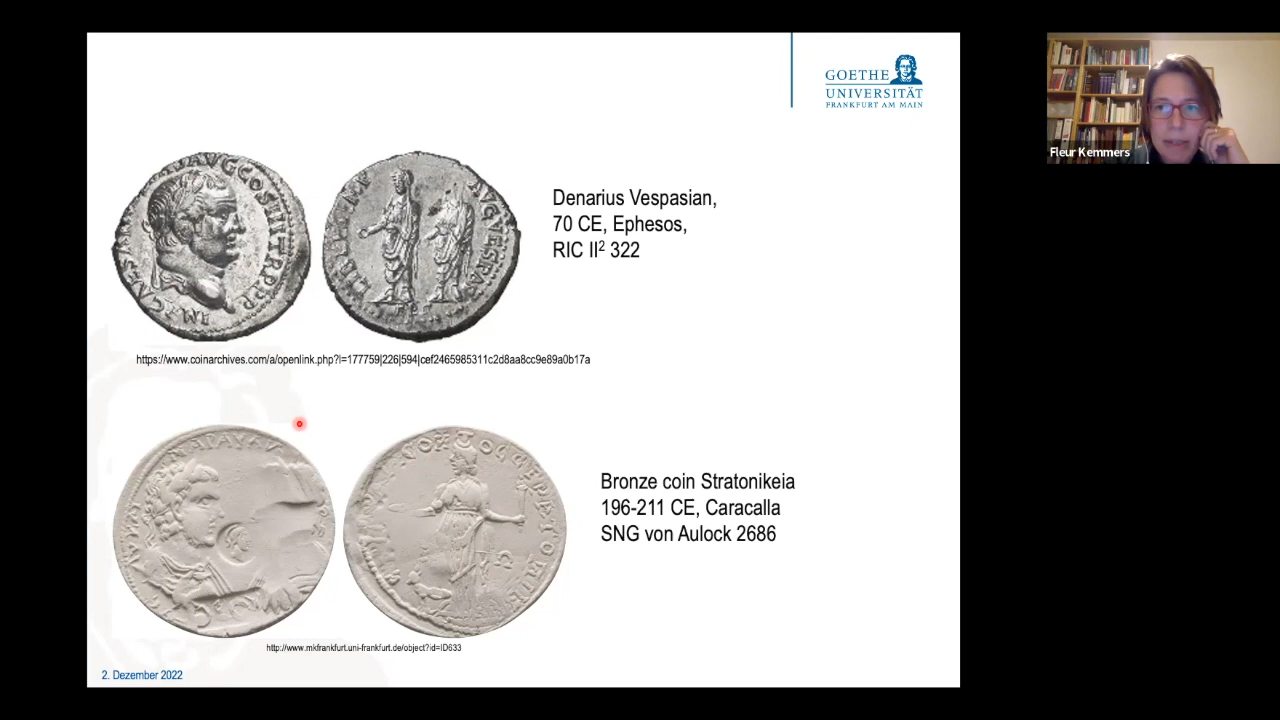 GOETHE
UNIVERSITÄT
FRANKFURT AM MAIN
Fleur Kemmers
Denarius Vespasian,
70 CE, Ephesos,
RIC II² 322
https://www.coinarchives.com/a/openlink.php?l=177759|226|594|cef2465985311c2d8aa8cc9e89a0b17a
Bronze coin Stratonikeia
196-211 CE, Caracalla
SNG von Aulock 2686
http://www.mkfrankfurt.uni-frankfurt.de/object?id=ID633
2. Dezember 2022